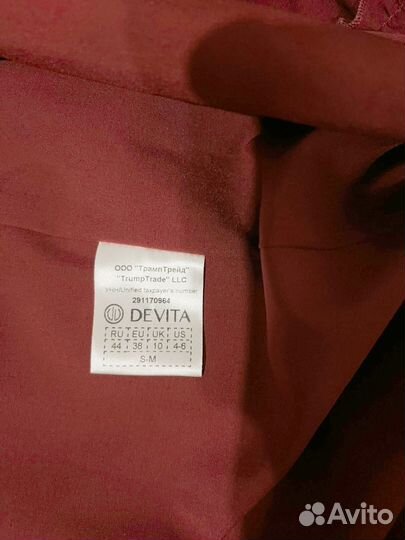 ООО "ТрампТрейд"
"TrumpTrade" LLC
УНН/Unified taxpayer's number
291170964
DEVITA
RU EU UK US
44 38 10 4-6
S-M
Avito